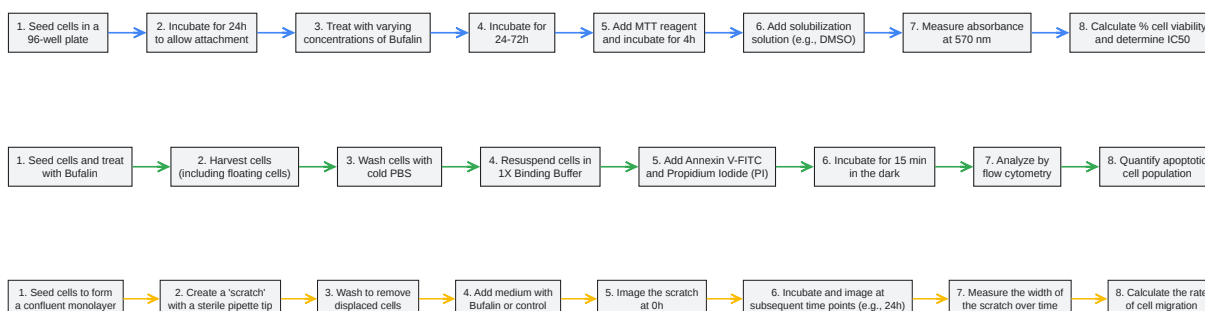 1. Seed cells in a
96-well plate
2. Incubate for 24h
to allow attachment
3. Treat with varying
concentrations of Bufalin
4. Incubate for
24-72h
5. Add MTT reagent
and incubate for 4h
6. Add solubilization
solution (e.g., DMSO)
7. Measure absorbance
at 570 nm
8. Calculate % cell viability
and determine IC50
1. Seed cells and treat
with Bufalin
2. Harvest cells
(including floating cells)
3. Wash cells with
cold PBS
4. Resuspend cells in
1X Binding Buffer
5. Add Annexin V-FITC
and Propidium Iodide (PI)
6. Incubate for 15 min
in the dark
7. Analyze by
flow cytometry
8. Quantify apoptotic
cell population
1. Seed cells to form
a confluent monolayer
2. Create a 'scratch'
with a sterile pipette tip
3. Wash to remove
displaced cells
4. Add medium with
Bufalin or control
5. Image the scratch
at 0h
6. Incubate and image at
subsequent time points (e.g., 24h)
7. Measure the width of
the scratch over time
8. Calculate the rate
of cell migration